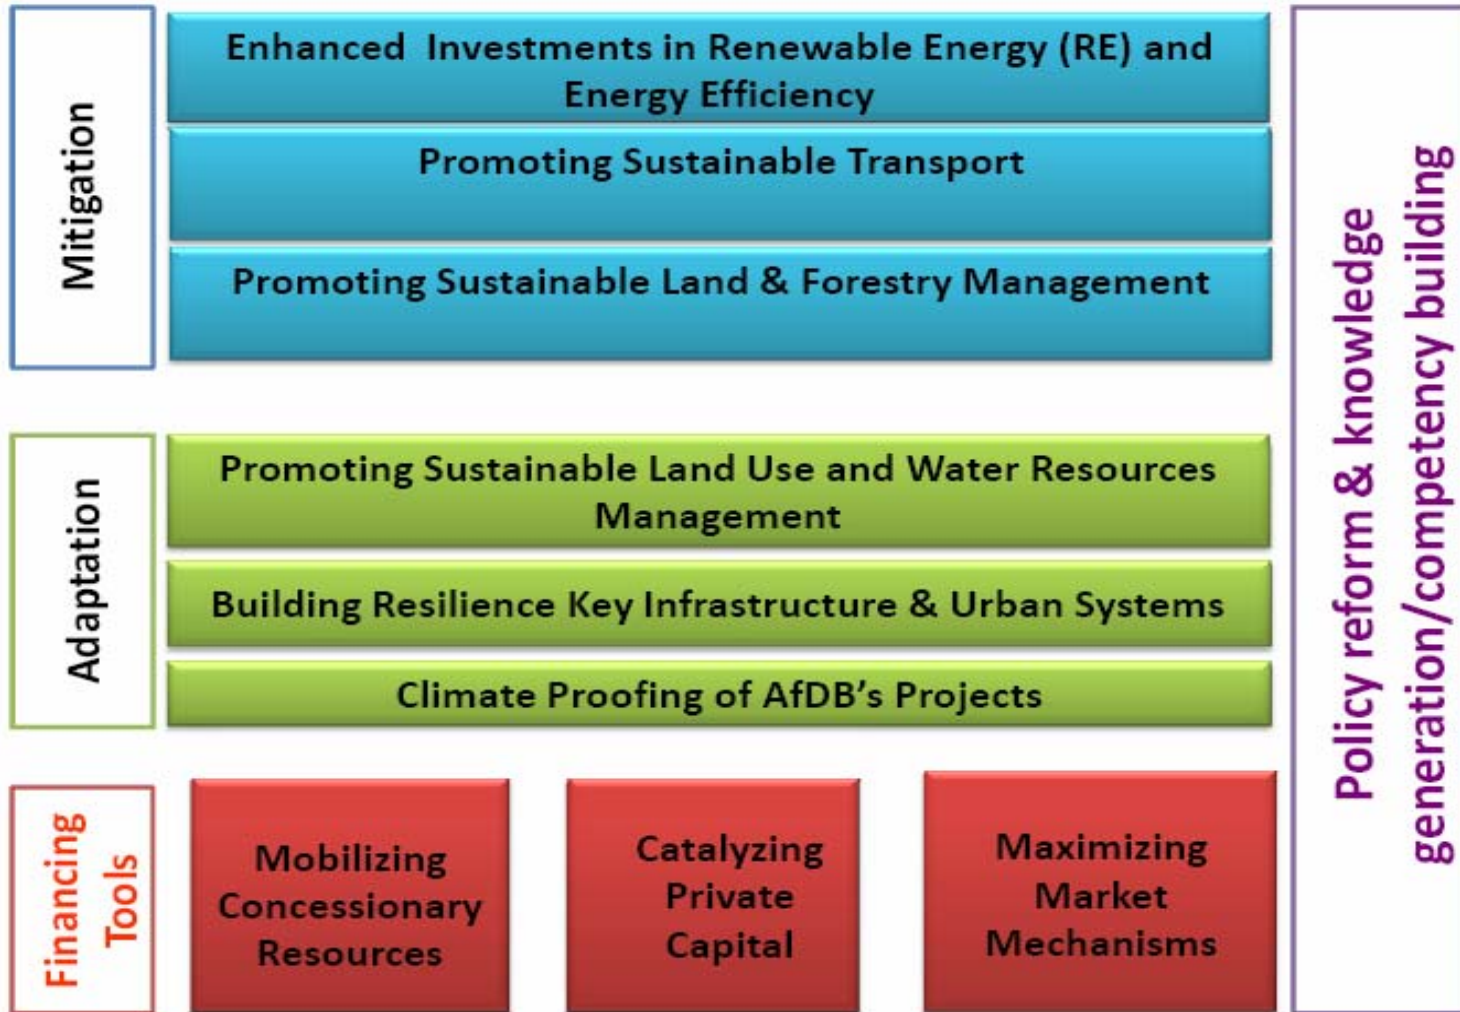 Mitigation
Enhanced Investments in Renewable Energy (RE) and
Energy Efficiency
Promoting Sustainable Transport
Promoting Sustainable Land & Forestry Management
Adaptation
Promoting Sustainable Land Use and Water Resources
Management
Building Resilience Key Infrastructure & Urban Systems
Climate Proofing of AfDB's Projects
Financing
Tools
Mobilizing
Concessionary
Resources
Catalyzing
Private
Capital
Maximizing
Market
Mechanisms
Policy reform & knowledge
generation/competency building